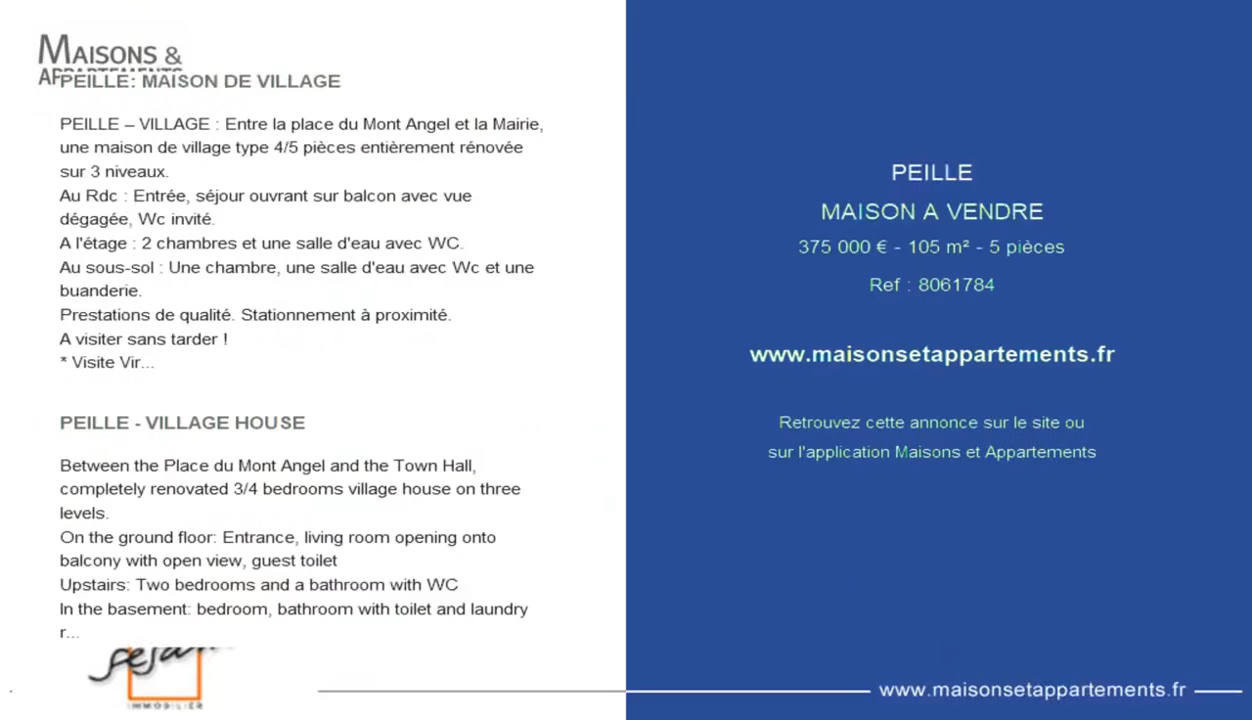 MAISONS &
PEILLE: MAISON DE VILLAGE
PEILLE – VILLAGE : Entre la place du Mont Angel et la Mairie,
une maison de village type 4/5 pièces entièrement rénovée
sur 3 niveaux.
Au Rdc : Entrée, séjour ouvrant sur balcon avec vue
dégagée, Wc invité.
A l'étage : 2 chambres et une salle d'eau avec WC.
Au sous-sol : Une chambre, une salle d'eau avec Wc et une
buanderie.
Prestations de qualité. Stationnement à proximité.
A visiter sans tarder !
* Visite Vir...
PEILLE - VILLAGE HOUSE
Between the Place du Mont Angel and the Town Hall,
completely renovated 3/4 bedrooms village house on three
levels.
On the ground floor: Entrance, living room opening onto
balcony with open view, guest toilet
Upstairs: Two bedrooms and a bathroom with WC
In the basement: bedroom, bathroom with toilet and laundry
r...
IMMOBILIER
PEILLE
MAISON A VENDRE
375 000 € - 105 m² - 5 pièces
Ref : 8061784
www.maisonsetappartements.fr
Retrouvez cette annonce sur le site ou
sur l'application Maisons et Appartements
www.maisonsetappartements.fr